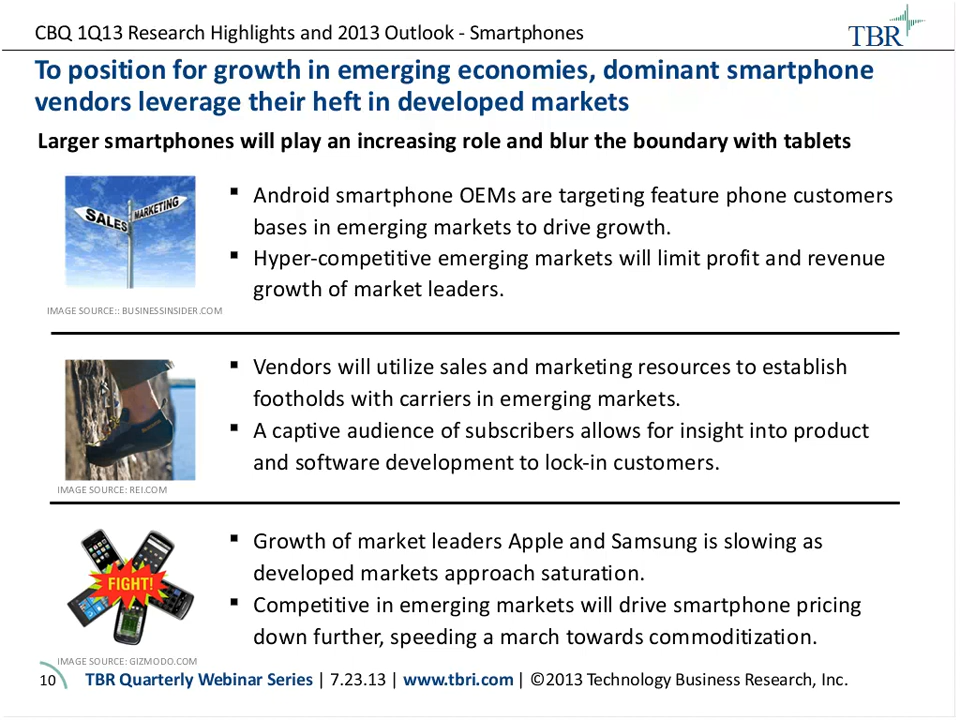 CBQ 1Q13 Research Highlights and 2013 Outlook - Smartphones
TBR
To position for growth in emerging economies, dominant smartphone
vendors leverage their heft in developed markets
Larger smartphones will play an increasing role and blur the boundary with tablets
SALES
MARKETING
IMAGE SOURCE:: BUSINESSINSIDER.COM
▪ Android smartphone OEMs are targeting feature phone customers
bases in emerging markets to drive growth.
▪ Hyper-competitive emerging markets will limit profit and revenue
growth of market leaders.
IMAGE SOURCE: REI.COM
▪ Vendors will utilize sales and marketing resources to establish
footholds with carriers in emerging markets.
▪ A captive audience of subscribers allows for insight into product
and software development to lock-in customers.
FIGHT!
IMAGE SOURCE: GIZMODO.COM
▪ Growth of market leaders Apple and Samsung is slowing as
developed markets approach saturation.
▪ Competitive in emerging markets will drive smartphone pricing
down further, speeding a march towards commoditization.
10 TBR Quarterly Webinar Series | 7.23.13 | www.tbri.com | ©2013 Technology Business Research, Inc.